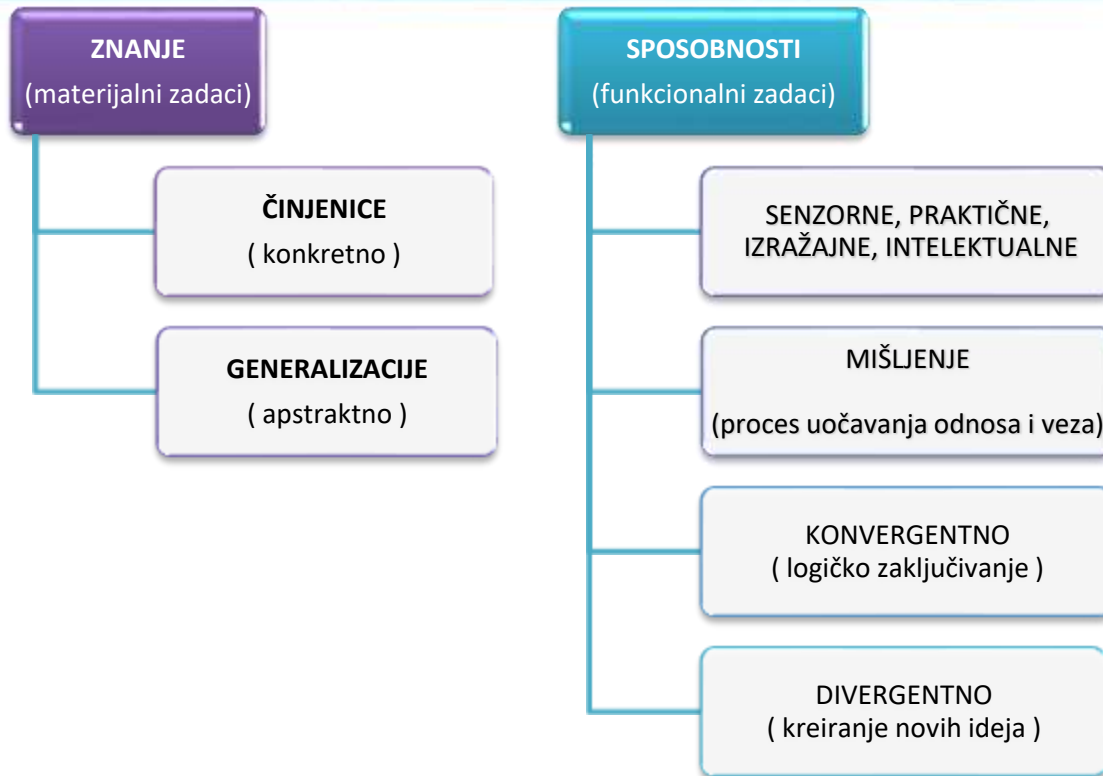 ZNANJE
(materijalni zadaci)
ČINJENICE
( konkretno )
GENERALIZACIJE
( apstraktno )
SPOSOBNOSTI
(funkcionalni zadaci)
SENZORNE, PRAKTIČNE,
IZRAŽAJNE, INTELEKTUALNE
MIŠLJENJE
(proces uočavanja odnosa i veza)
KONVERGENTNO
( logičko zaključivanje )
DIVERGENTNO
( kreiranje novih ideja )